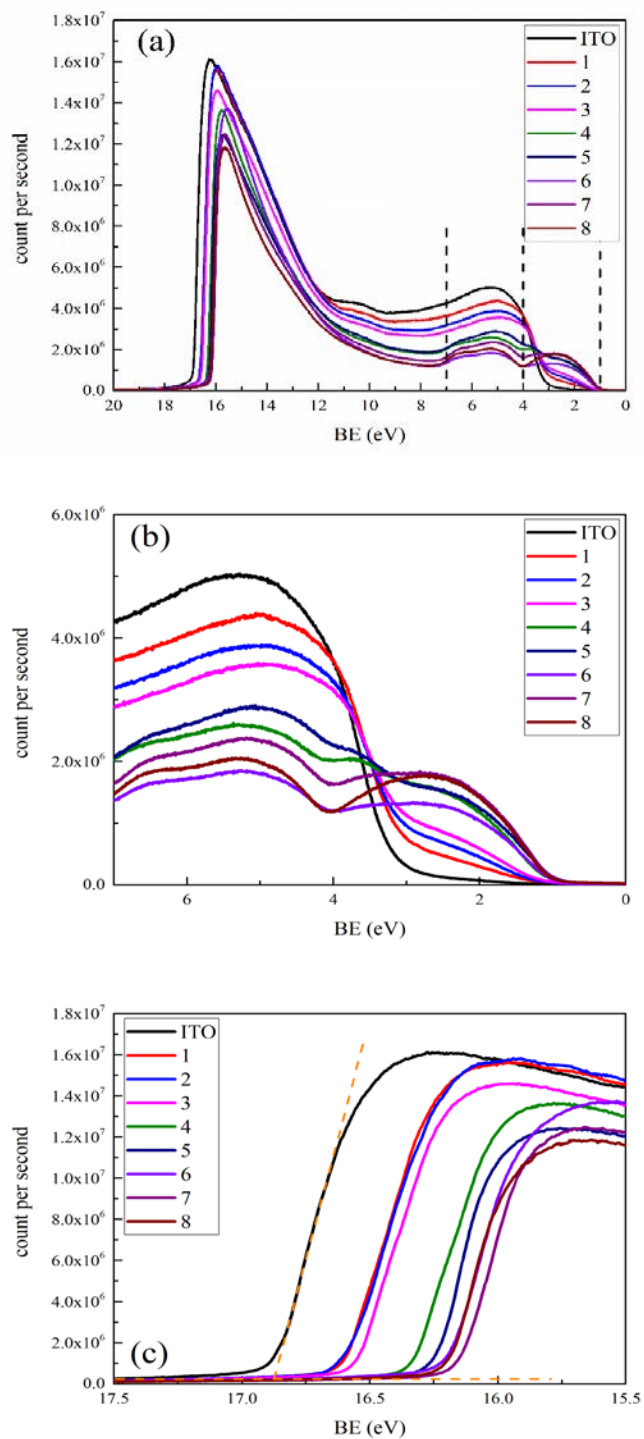 (a)
ITO
1
2
3
4
5
6
7
8
1.8x10⁷
1.6x10⁷
1.4x10⁷
1.2x10⁷
1.0x10⁷
8.0x10⁶
6.0x10⁶
4.0x10⁶
2.0x10⁶
0.0
count per second
20 18 16 14 12 10 8 6 4 2 0
BE (eV)
(b)
ITO
1
2
3
4
5
6
7
8
6.0x10⁶
4.0x10⁶
2.0x10⁶
0.0
count per second
6 4 2 0
BE (eV)
1.8x10⁷
1.6x10⁷
1.4x10⁷
1.2x10⁷
1.0x10⁷
8.0x10⁶
6.0x10⁶
4.0x10⁶
2.0x10⁶
0.0
count per second
ITO
1
2
3
4
5
6
7
8
(c)
17.5 17.0 16.5 16.0 15.5
BE (eV)